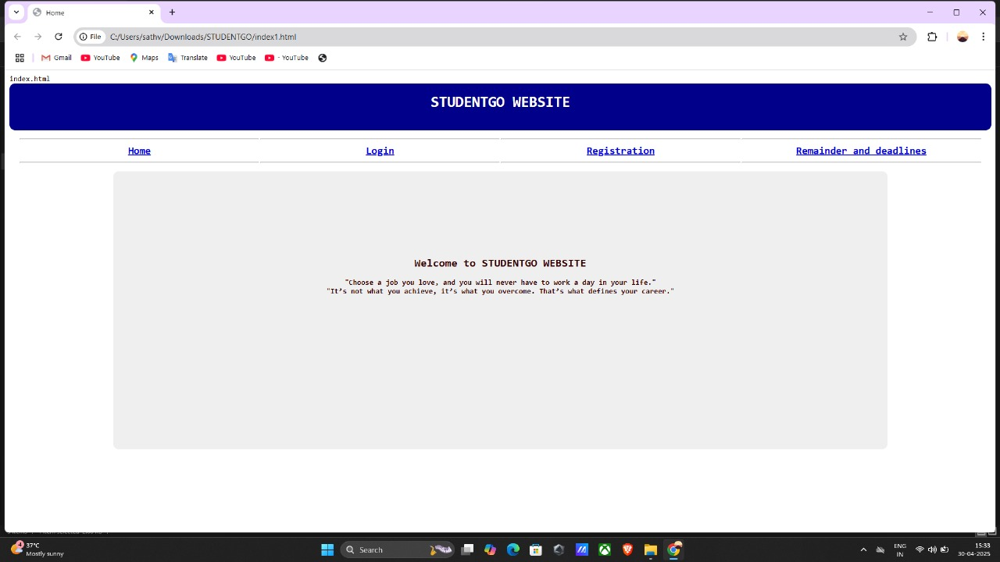 Home
File
C:/Users/sathv/Downloads/STUDENTGO/index1.html
Gmail
YouTube
Maps
Translate
YouTube
- YouTube
index.html
STUDENTGO WEBSITE
Home
Login
Registration
Remainder and deadlines
Welcome to STUDENTGO WEBSITE
"Choose a job you love, and you will never have to work a day in your life."
"It’s not what you achieve, it’s what you overcome. That’s what defines your career."
4
37°C
Mostly sunny
Search
ENG
IN
15:33
30-04-2025